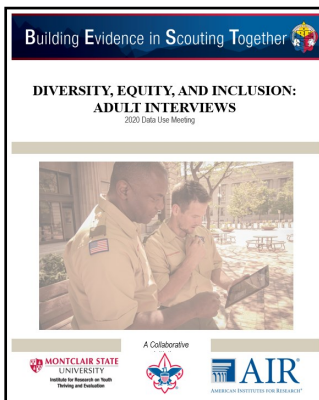 Building Evidence in Scouting Together
DIVERSITY, EQUITY, AND INCLUSION:
ADULT INTERVIEWS
2020 Data Use Meeting
A Collaborative
MONTCLAIR STATE
UNIVERSITY
Institute for Research on Youth
Thriving and Evaluation
AIR®
AMERICAN INSTITUTES FOR RESEARCH®